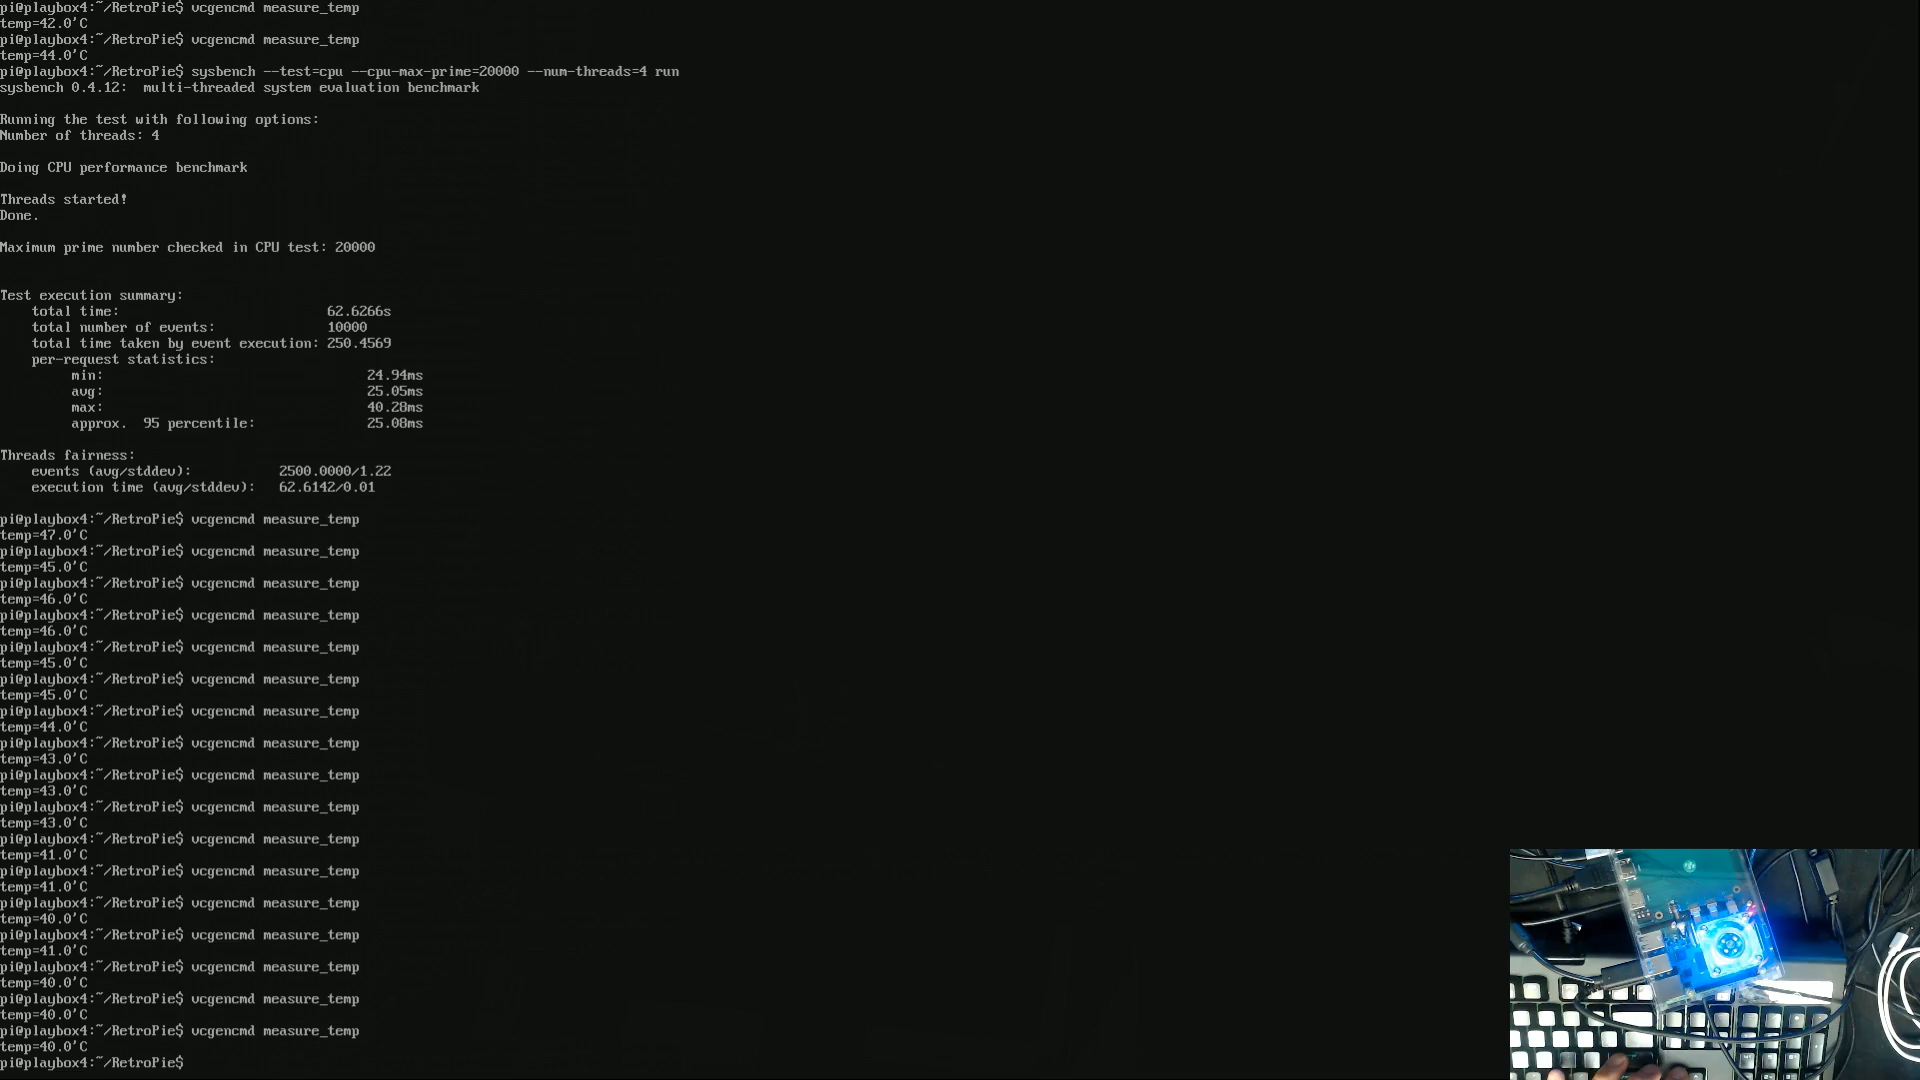 pi@playbox4:~/RetroPie$ vcgencmd measure_temp
temp=42.0'C
pi@playbox4:~/RetroPie$ vcgencmd measure_temp
temp=44.0'C
pi@playbox4:~/RetroPie$ sysbench --test=cpu --cpu-max-prime=20000 --num-threads=4 run
sysbench 0.4.12:  multi-threaded system evaluation benchmark

Running the test with following options:
Number of threads: 4

Doing CPU performance benchmark

Threads started!
Done.

Maximum prime number checked in CPU test: 20000


Test execution summary:
    total time:                          62.6266s
    total number of events:              10000
    total time taken by event execution: 250.4569
    per-request statistics:
         min:                                 24.94ms
         avg:                                 25.05ms
         max:                                 40.28ms
         approx.  95 percentile:              25.08ms

Threads fairness:
    events (avg/stddev):           2500.0000/1.22
    execution time (avg/stddev):   62.6142/0.01

pi@playbox4:~/RetroPie$ vcgencmd measure_temp
temp=47.0'C
pi@playbox4:~/RetroPie$ vcgencmd measure_temp
temp=45.0'C
pi@playbox4:~/RetroPie$ vcgencmd measure_temp
temp=46.0'C
pi@playbox4:~/RetroPie$ vcgencmd measure_temp
temp=46.0'C
pi@playbox4:~/RetroPie$ vcgencmd measure_temp
temp=45.0'C
pi@playbox4:~/RetroPie$ vcgencmd measure_temp
temp=45.0'C
pi@playbox4:~/RetroPie$ vcgencmd measure_temp
temp=44.0'C
pi@playbox4:~/RetroPie$ vcgencmd measure_temp
temp=43.0'C
pi@playbox4:~/RetroPie$ vcgencmd measure_temp
temp=43.0'C
pi@playbox4:~/RetroPie$ vcgencmd measure_temp
temp=43.0'C
pi@playbox4:~/RetroPie$ vcgencmd measure_temp
temp=41.0'C
pi@playbox4:~/RetroPie$ vcgencmd measure_temp
temp=41.0'C
pi@playbox4:~/RetroPie$ vcgencmd measure_temp
temp=40.0'C
pi@playbox4:~/RetroPie$ vcgencmd measure_temp
temp=41.0'C
pi@playbox4:~/RetroPie$ vcgencmd measure_temp
temp=40.0'C
pi@playbox4:~/RetroPie$ vcgencmd measure_temp
temp=40.0'C
pi@playbox4:~/RetroPie$ vcgencmd measure_temp
temp=40.0'C
pi@playbox4:~/RetroPie$